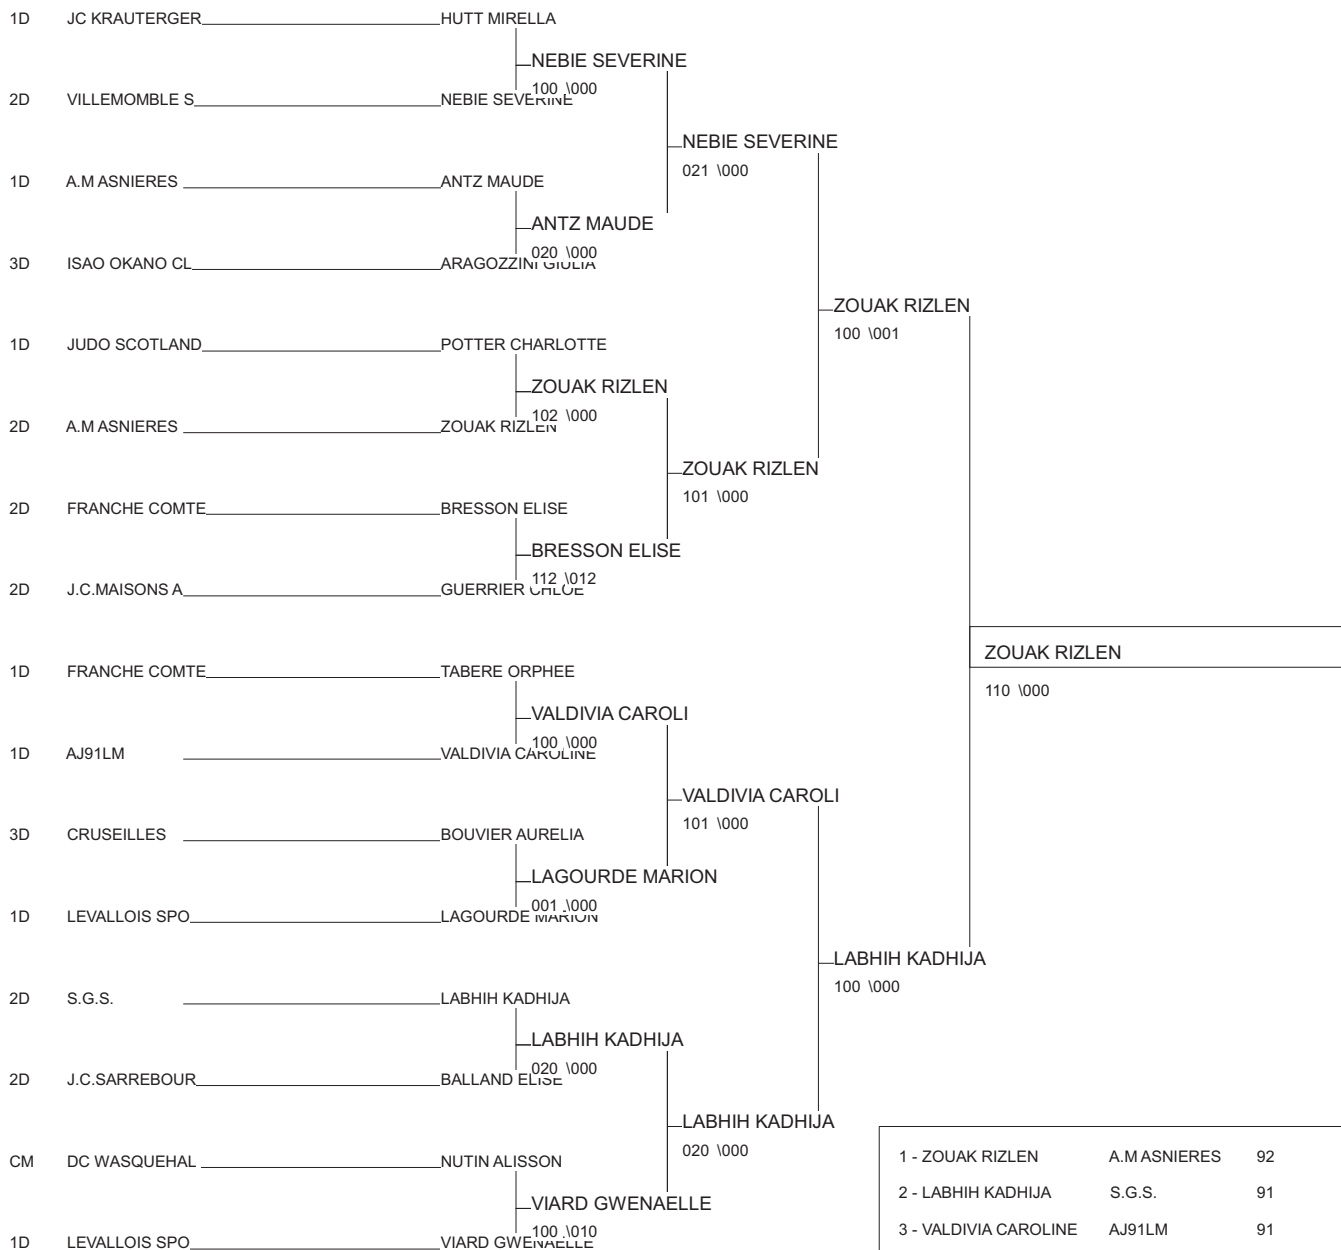 1D JC KRAUTERGER HUTT MIRELLA
NEBIE SEVERINE
100 \000
2D VILLEMOMBLE S NEBIE SEVERINE
NEBIE SEVERINE
021 \000
1D A.M ASNIERES ANTZ MAUDE
ANTZ MAUDE
020 \000
3D ISAO OKANO CL ARAGOZZINI GIULIA
ZOUAK RIZLEN
100 \001
1D JUDO SCOTLAND POTTER CHARLOTTE
ZOUAK RIZLEN
102 \000
2D A.M ASNIERES ZOUAK RIZLEN
ZOUAK RIZLEN
101 \000
2D FRANCHE COMTE BRESSON ELISE
BRESSON ELISE
112 \012
2D J.C.MAISONS A GUERRIER CHLOE
ZOUAK RIZLEN
110 \000
1D FRANCHE COMTE TABERE ORPHEE
VALDIVIA CAROLI
100 \000
1D AJ91LM VALDIVIA CAROLINE
VALDIVIA CAROLI
101 \000
3D CRUSEILLES BOUVIER AURELIA
LAGOURDE MARION
001 \000
1D LEVALLOIS SPO LAGOURDE MARION
LABHIH KADHIJA
100 \000
2D S.G.S. LABHIH KADHIJA
LABHIH KADHIJA
020 \000
2D J.C.SARREBOUR BALLAND ELISE
LABHIH KADHIJA
020 \000
CM DC WASQUEHAL NUTIN ALISSON
VIARD GWENAELLE
100 \010
1D LEVALLOIS SPO VIARD GWENAELLE
1 - ZOUAK RIZLEN A.M ASNIERES 92
2 - LABHIH KADHIJA S.G.S. 91
3 - VALDIVIA CAROLINE AJ91LM 91